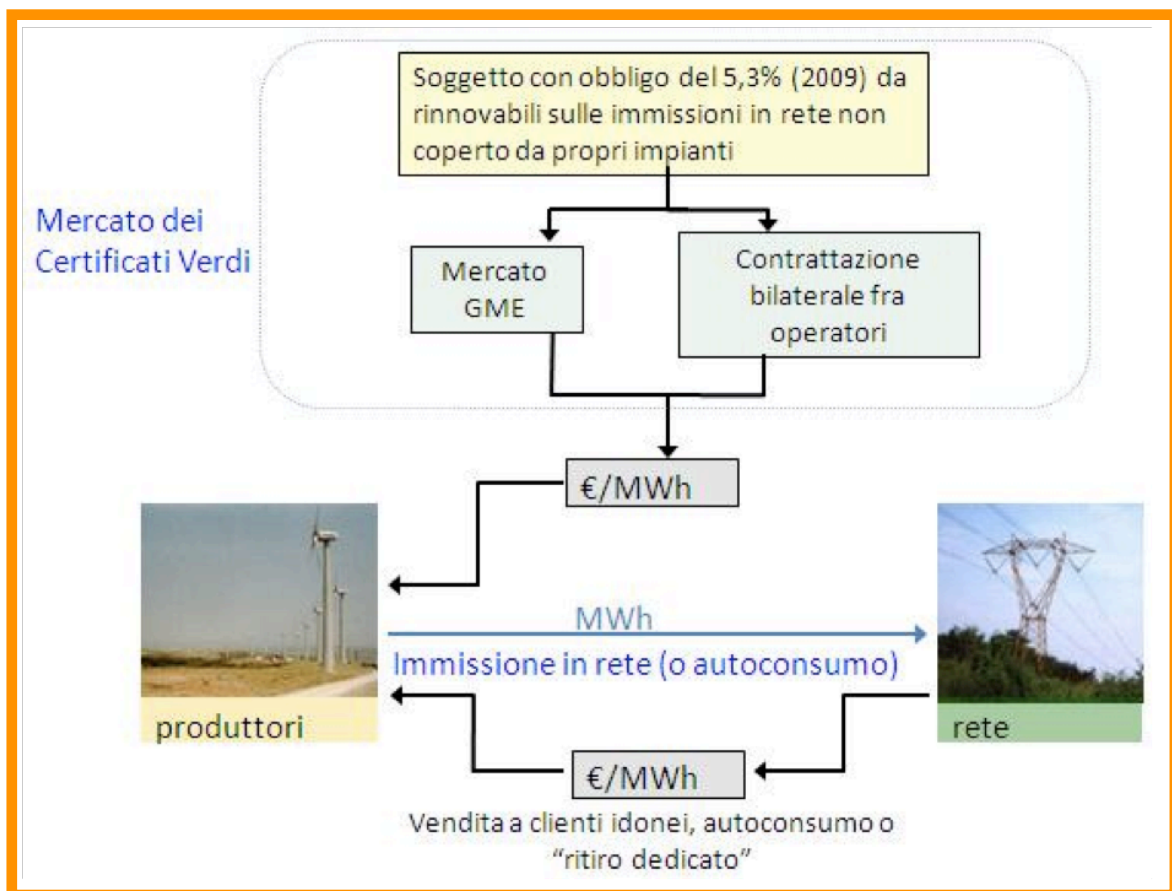 Soggetto con obbligo del 5,3% (2009) da
rinnovabili sulle immissioni in rete non
coperto da propri impianti
Mercato dei
Certificati Verdi
Mercato
GME
Contrattazione
bilaterale fra
operatori
€/MWh
MWh
Immissione in rete (o autoconsumo)
produttori
rete
€/MWh
Vendita a clienti idonei, autoconsumo o
“ritiro dedicato”